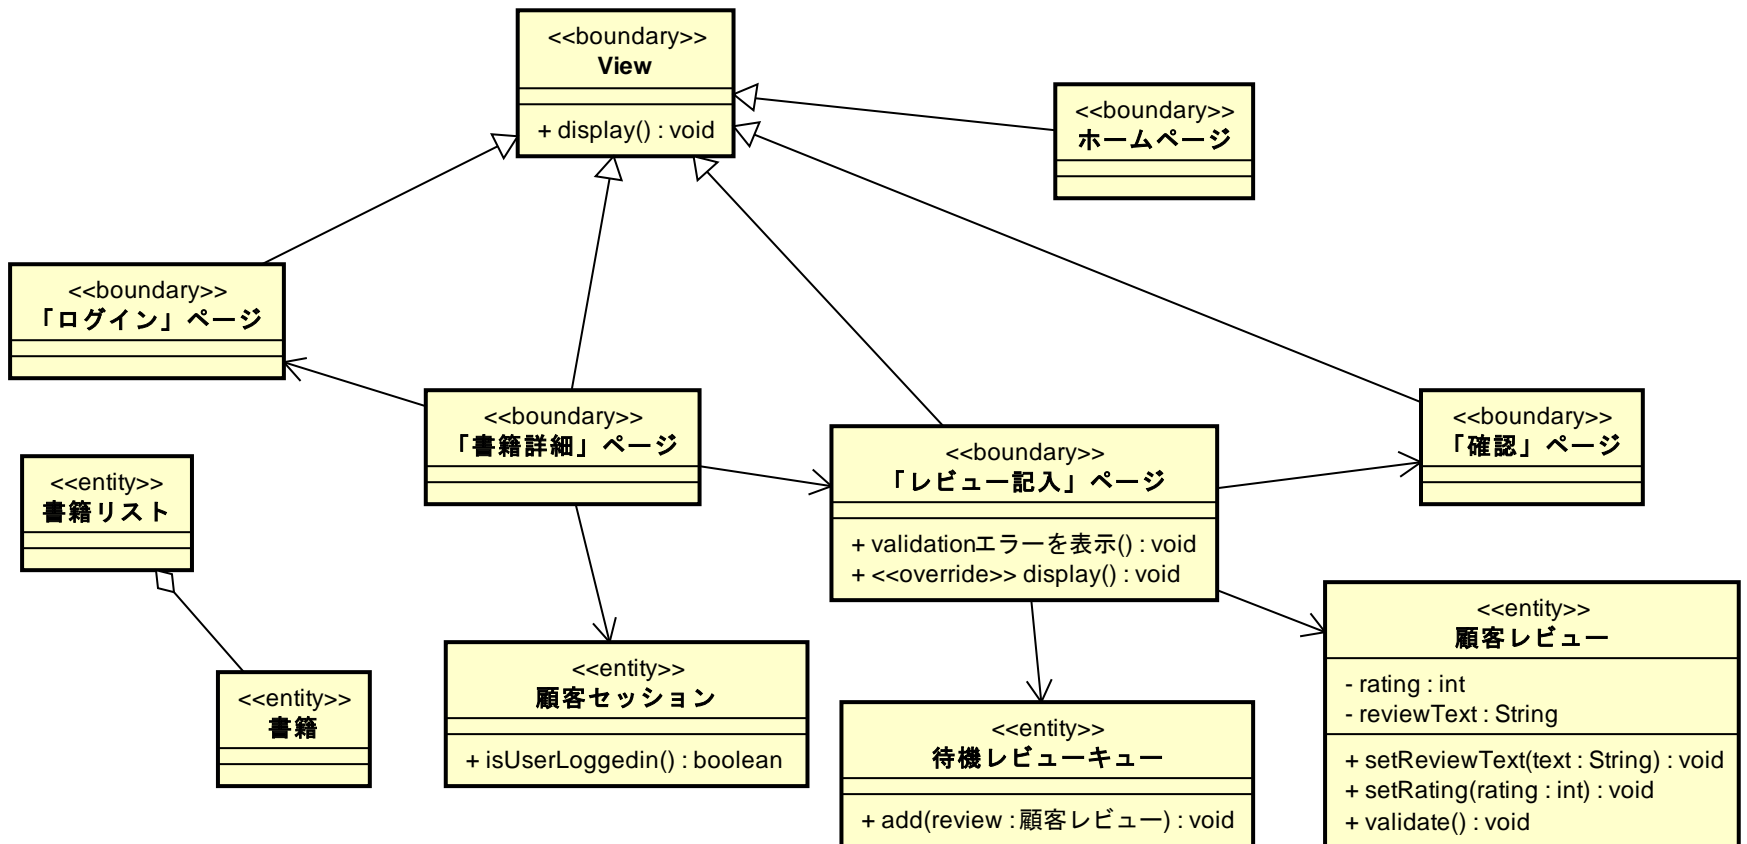 <<boundary>>
View
+ display() : void
<<boundary>>
ホームページ
<<boundary>>
「ログイン」ページ
<<boundary>>
「書籍詳細」ページ
<<boundary>>
「レビュー記入」ページ
+ validationエラーを表示() : void
+ <<override>> display() : void
<<boundary>>
「確認」ページ
<<entity>>
書籍リスト
<<entity>>
書籍
<<entity>>
顧客セッション
+ isUserLoggedin() : boolean
<<entity>>
待機レビューキュー
+ add(review : 顧客レビュー) : void
<<entity>>
顧客レビュー
- rating : int
- reviewText : String
+ setReviewText(text : String) : void
+ setRating(rating : int) : void
+ validate() : void